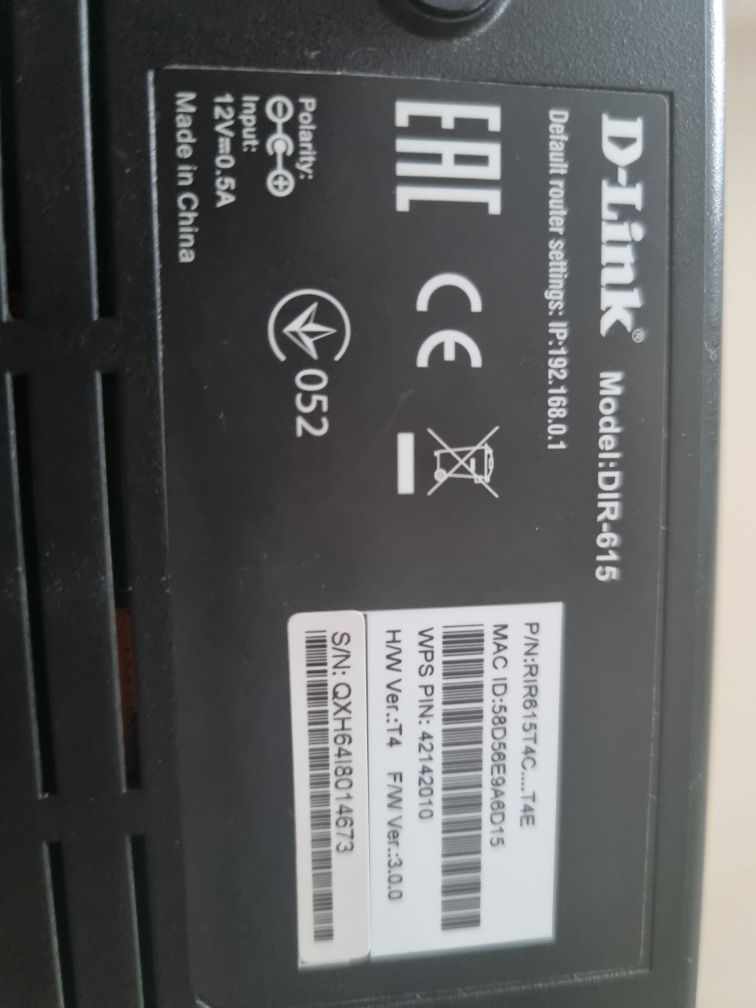 D-Link® Model:DIR-615
Default router settings: IP:192.168.0.1
EAC CE
Polarity:
Input:
12V⎓0.5A
Made in China
052
P/N:RIR615T4C....T4E
MAC ID:58D56E9A6D15
WPS PIN: 42142010
H/W Ver.:T4 F/W Ver.:3.0.0
S/N: QXH64I8014673